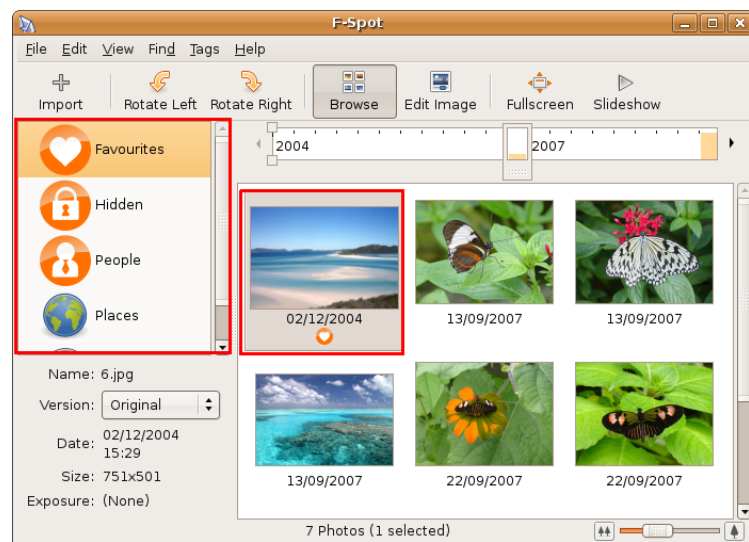 F-Spot
File Edit View Find Tags Help
Import Rotate Left Rotate Right Browse Edit Image Fullscreen Slideshow
Favourites
Hidden
People
Places
2004 2007
02/12/2004 13/09/2007 13/09/2007
13/09/2007 22/09/2007 22/09/2007
Name: 6.jpg
Version: Original
Date: 02/12/2004
15:29
Size: 751x501
Exposure: (None)
7 Photos (1 selected)